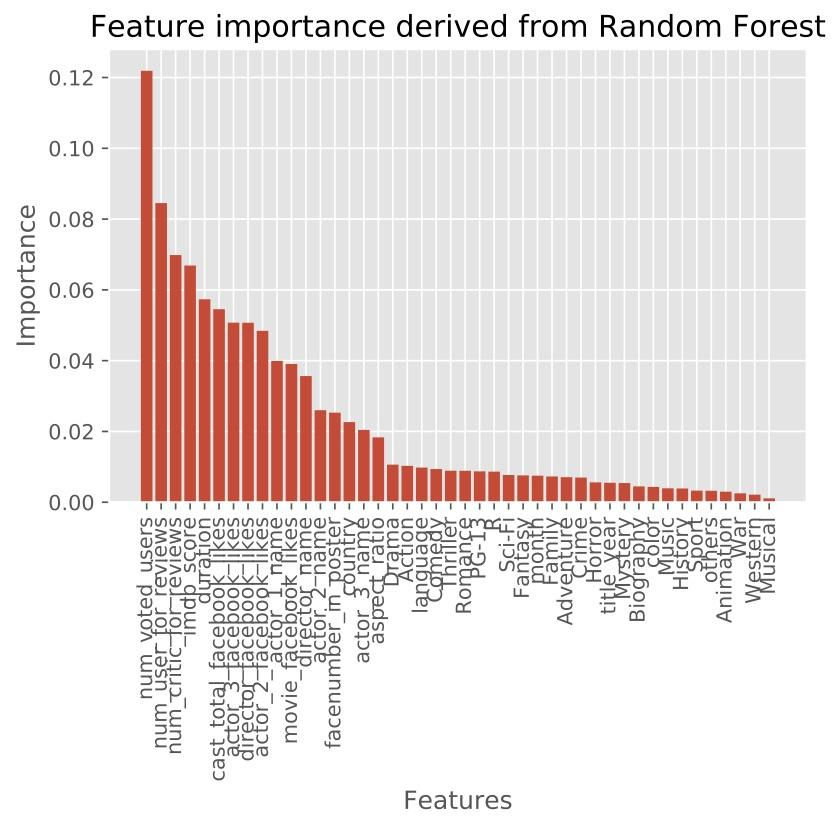 Feature importance derived from Random Forest
Importance
0.12
0.10
0.08
0.06
0.04
0.02
0.00
num_voted_users
num_user_for_reviews
num_critic_for_reviews
imdb_score
duration
cast_total_facebook_likes
actor_3_facebook_likes
director_facebook_likes
actor_2_facebook_likes
actor_1_name
movie_facebook_likes
director_name
actor_2_name
facenumber_in_poster
country
actor_3_name
aspect_ratio
Drama
Action
language
Comedy
Thriller
Romance
PG-13
R
Sci-Fi
Fantasy
month
Family
Adventure
Crime
Horror
title_year
Mystery
Biography
color
Music
History
Sport
others
Animation
War
Western
Musical
Features